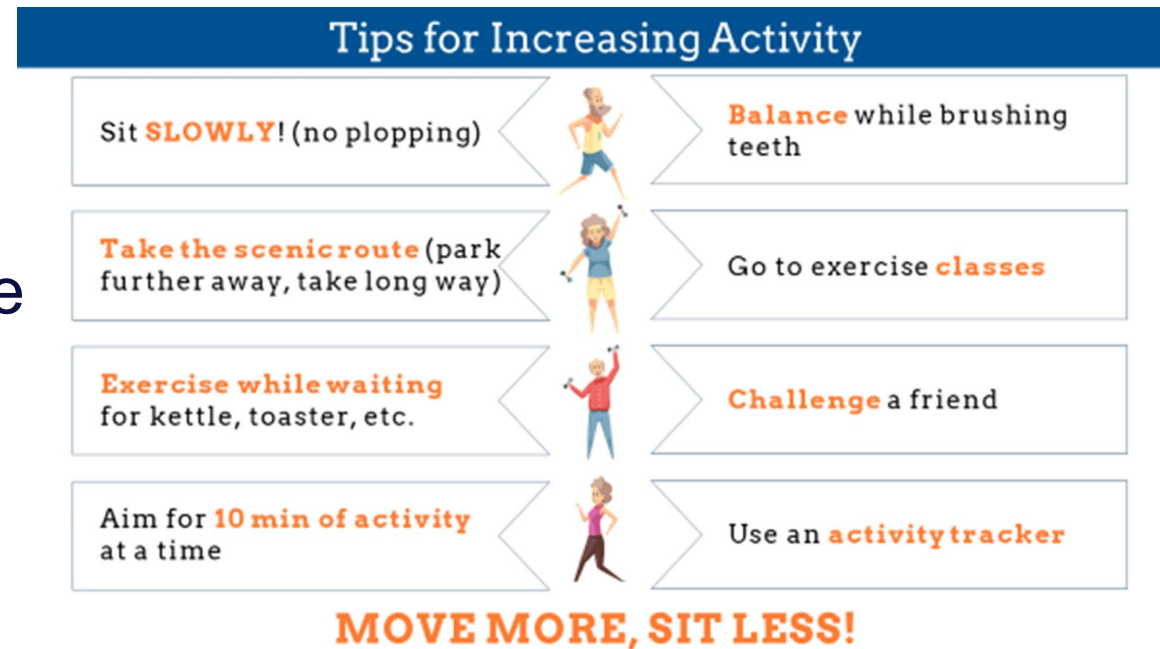 Tips for Increasing Activity
Sit SLOWLY! (no plopping)
Balance while brushing
teeth
Take the scenic route (park
further away, take long way)
Go to exercise classes
Exercise while waiting
for kettle, toaster, etc.
Challenge a friend
Aim for 10 min of activity
at a time
Use an activity tracker
MOVE MORE, SIT LESS!
e